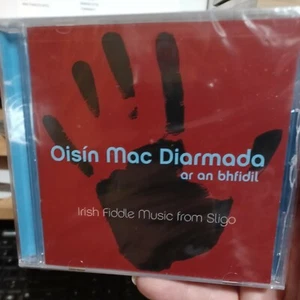 Oisín Mac Diarmada
ar an bhfidil
Irish Fiddle Music from Sligo